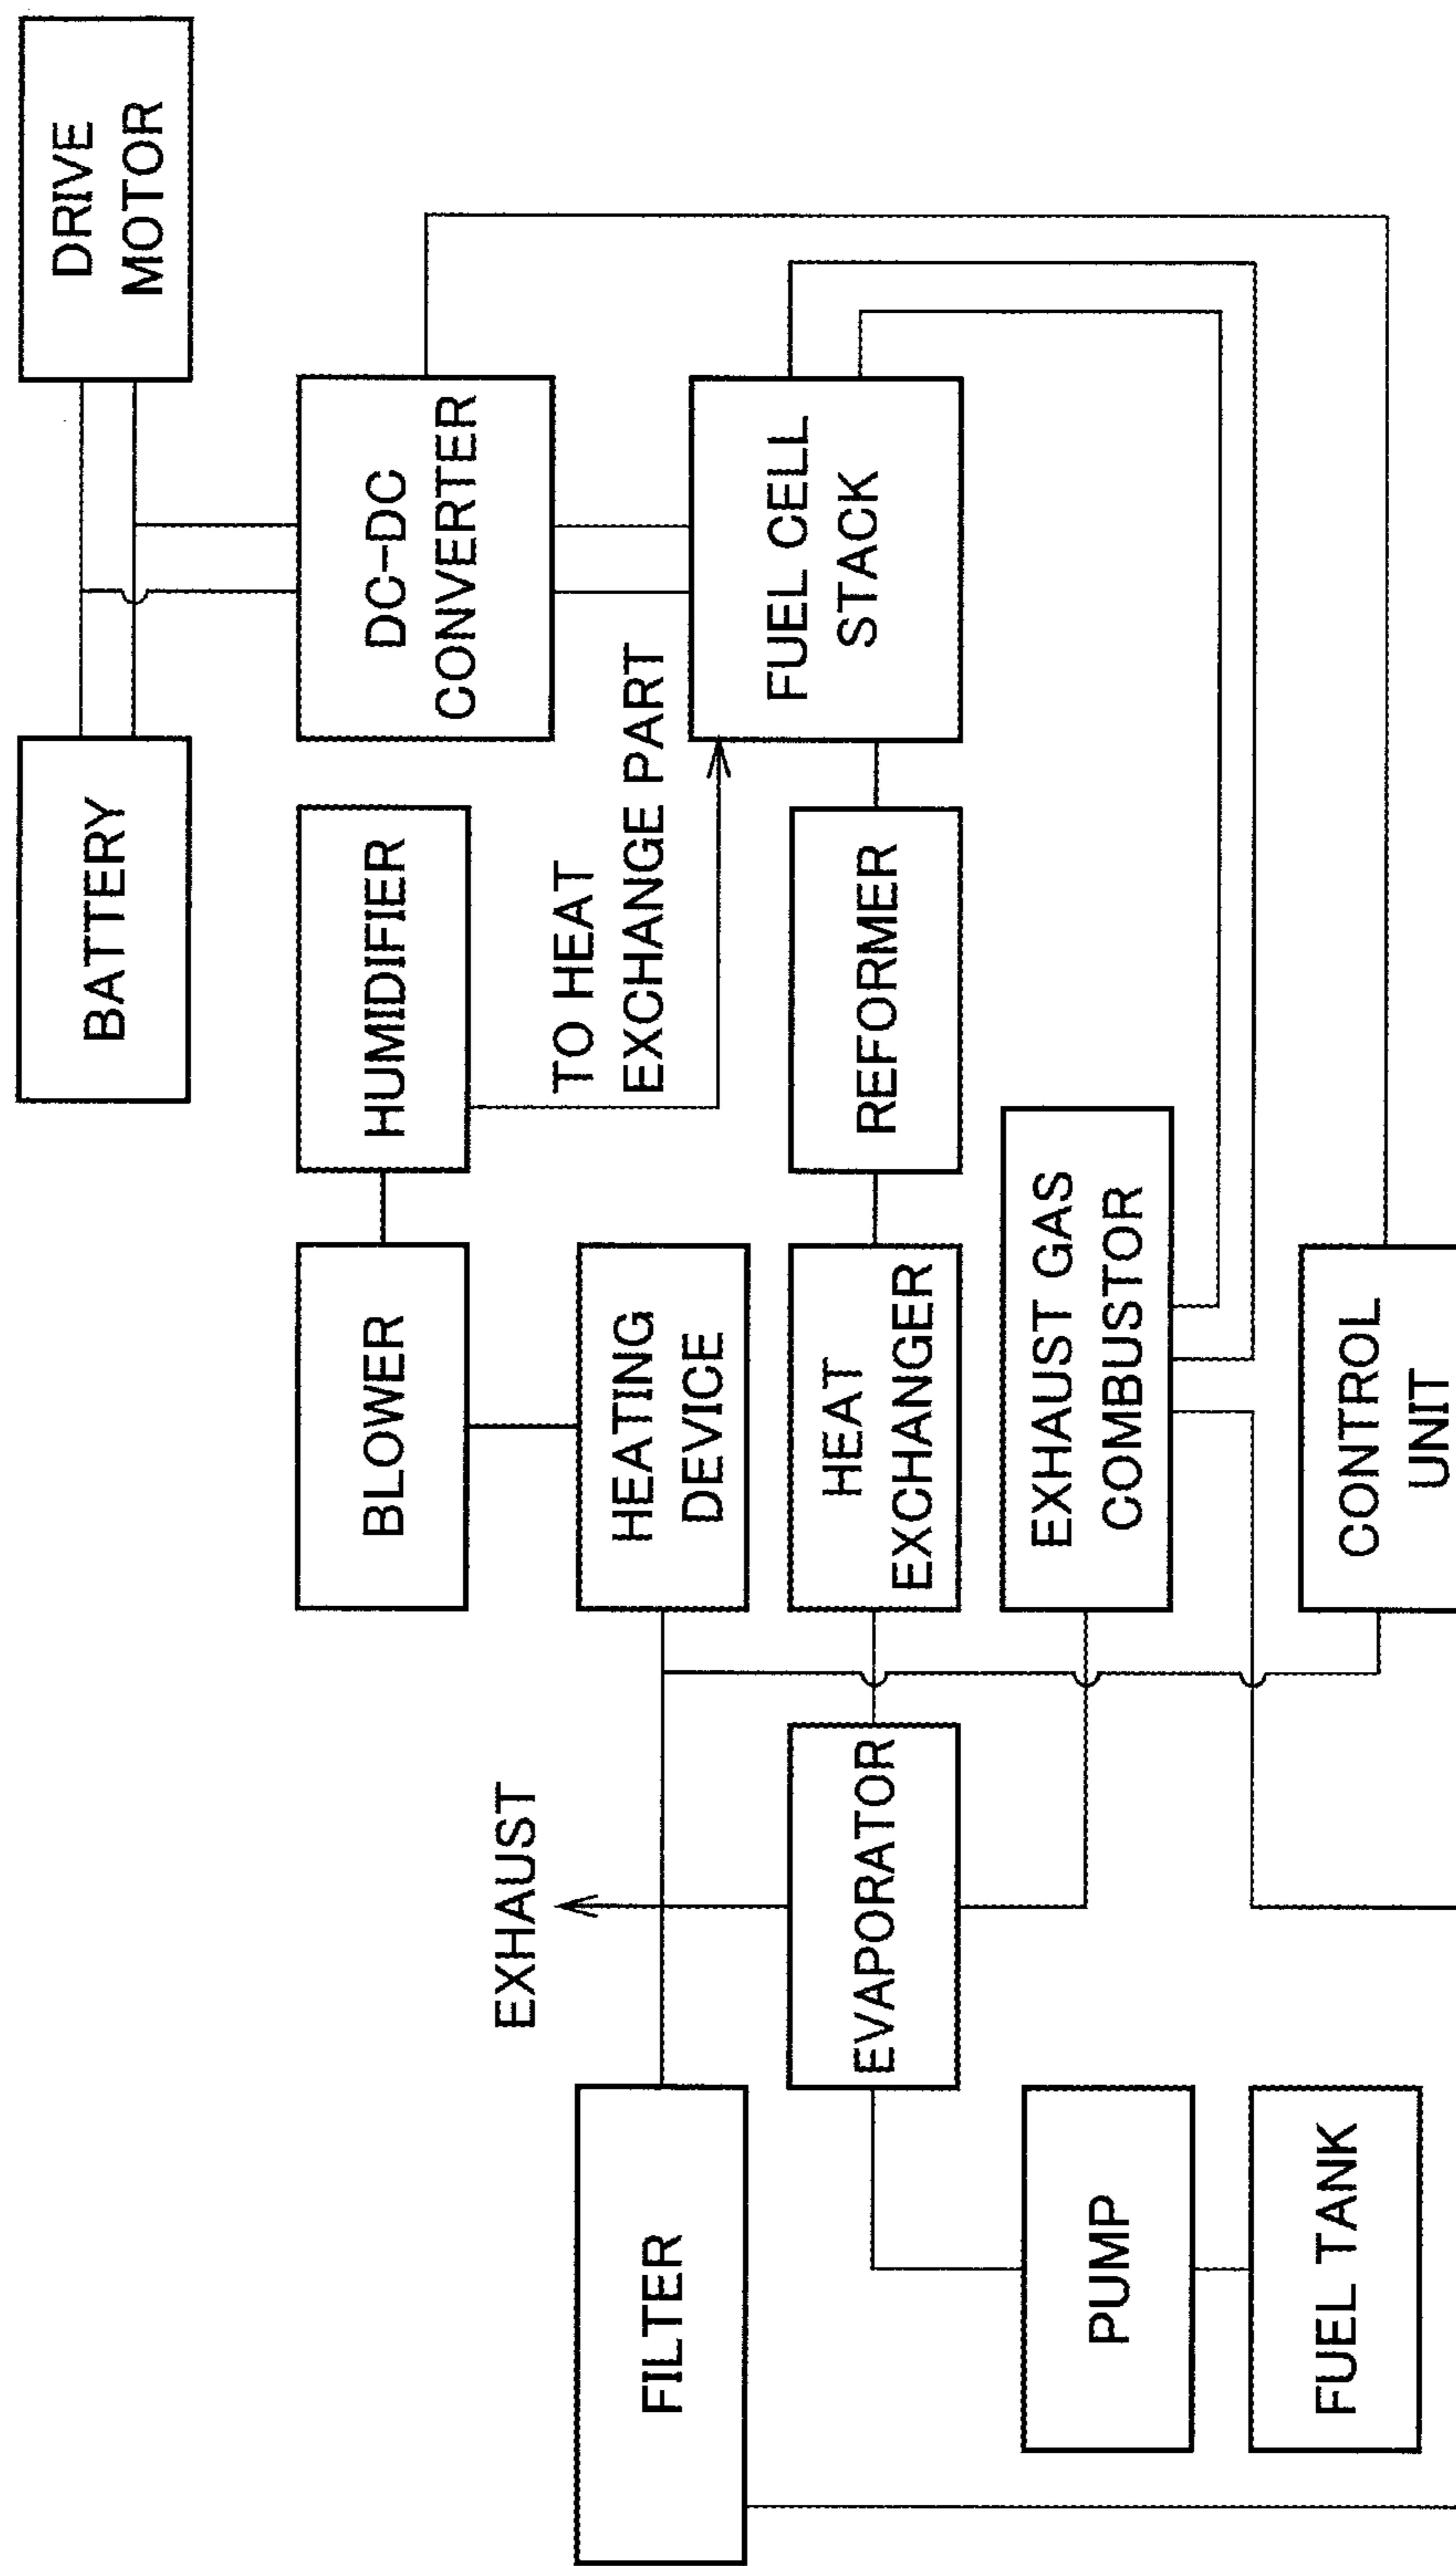 BATTERY
DRIVE
MOTOR
BLOWER
HUMIDIFIER
DC-DC
CONVERTER
EXHAUST
TO HEAT
EXCHANGE PART
FILTER
HEATING
DEVICE
EVAPORATOR
HEAT
EXCHANGER
REFORMER
FUEL CELL
STACK
PUMP
EXHAUST GAS
COMBUSTOR
FUEL TANK
CONTROL
UNIT